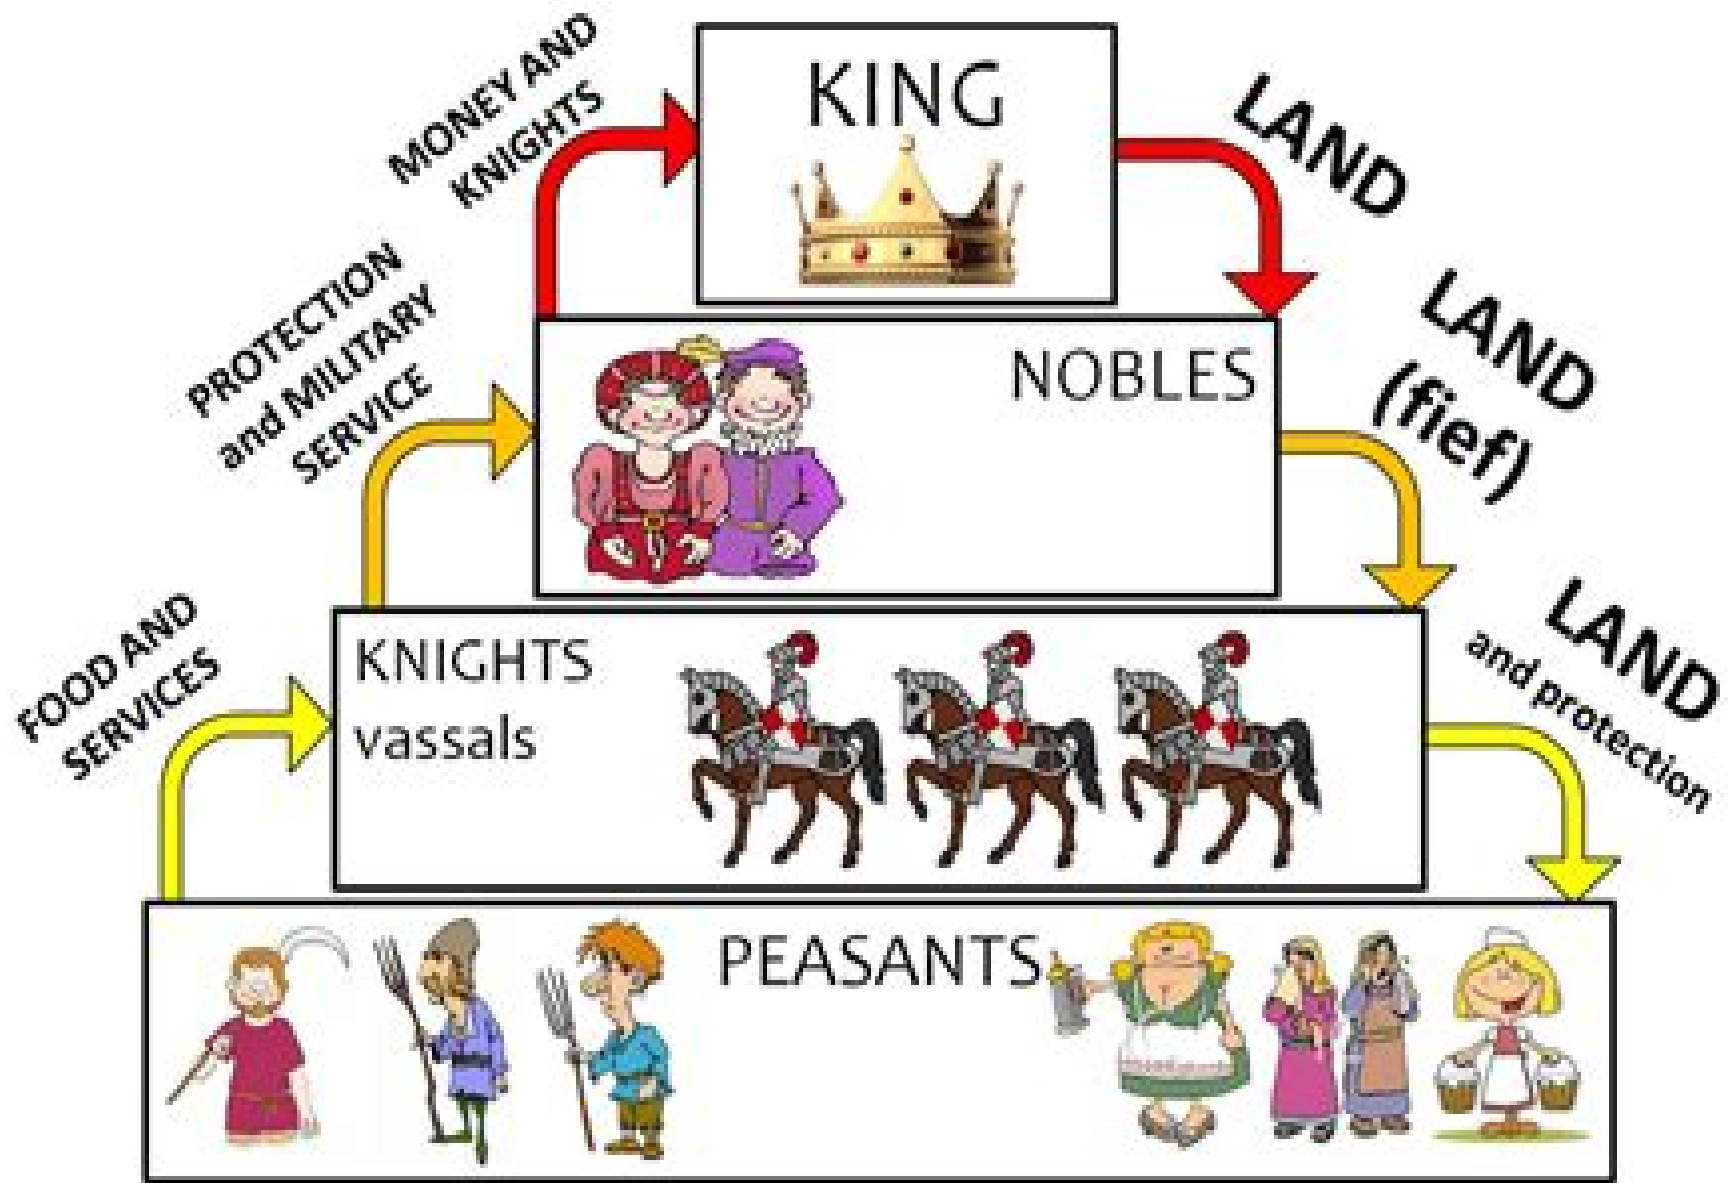 MONEY AND
KNIGHTS
KING
LAND
PROTECTION
and MILITARY
SERVICE
NOBLES
LAND
(fief)
FOOD AND
SERVICES
KNIGHTS
vassals
LAND
and protection
PEASANTS